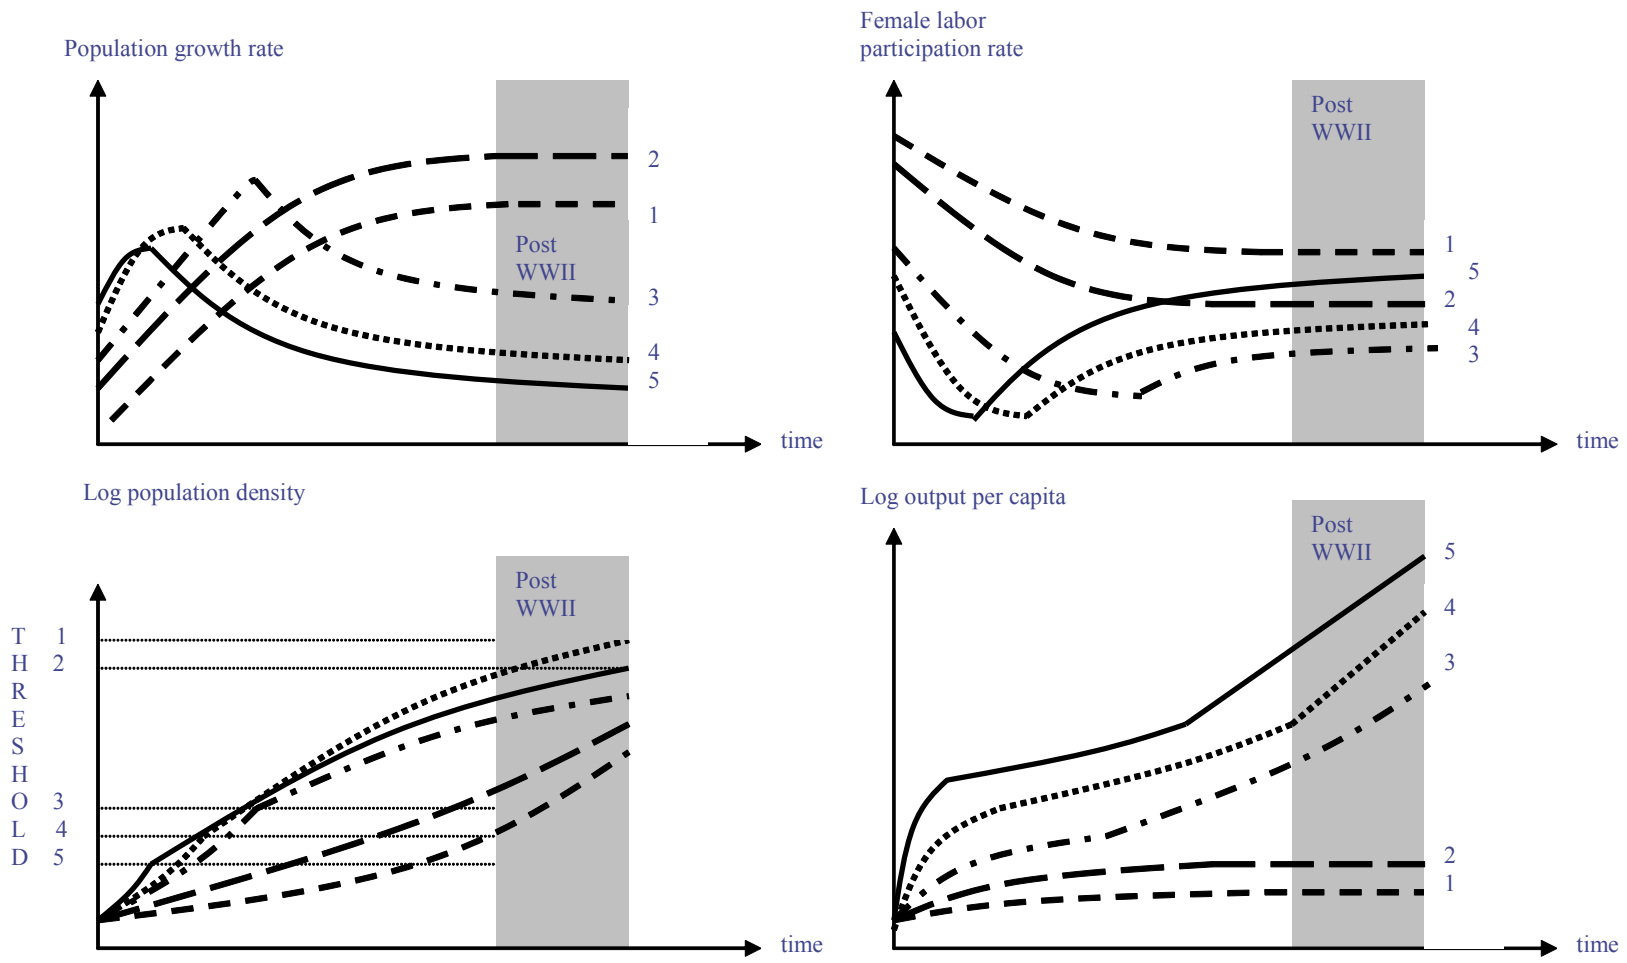 Population growth rate
Post
WWII
2
1
3
4
5
time
Female labor
participation rate
Post
WWII
1
5
2
4
3
time
Log population density
Post
WWII
T 1
H 2
R
E
S
H
O 3
L 4
D 5
time
Log output per capita
Post
WWII
5
4
3
2
1
time